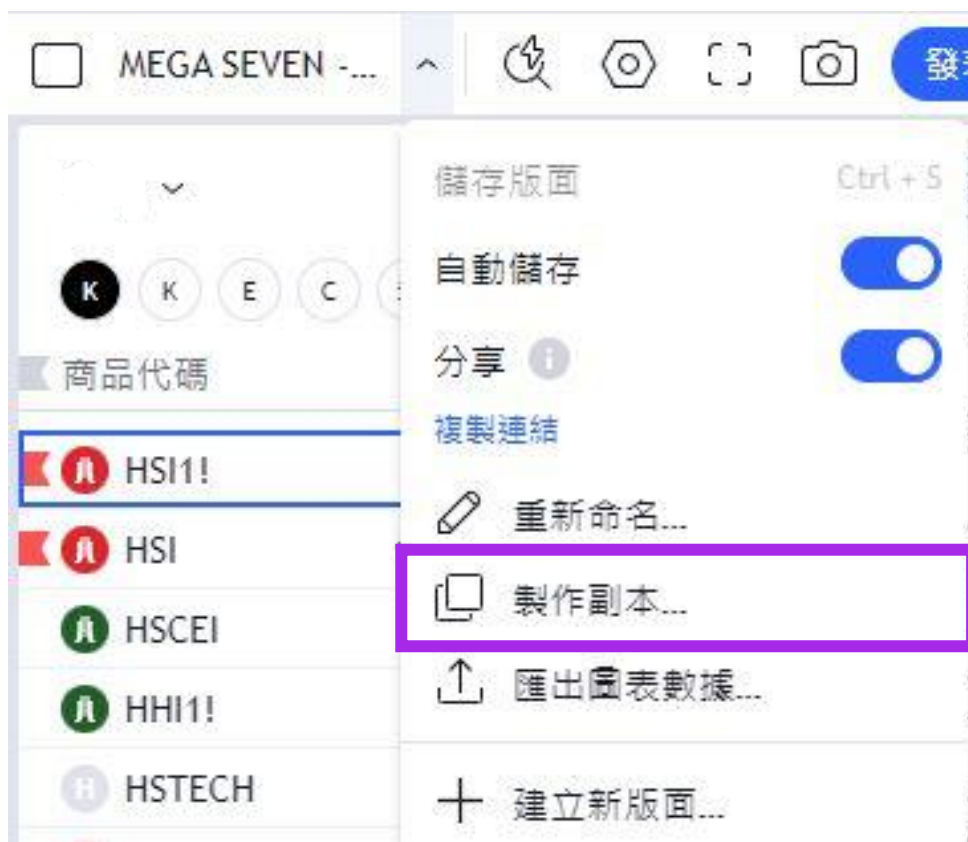 MEGA SEVEN -...
發
儲存版面 Ctrl + S
自動儲存
分享
複製連結
重新命名...
製作副本...
匯出圖表數據...
建立新版面...
K K E C
商品代碼
HSI1!
HSI
HSCEI
HHI1!
H HSTECH